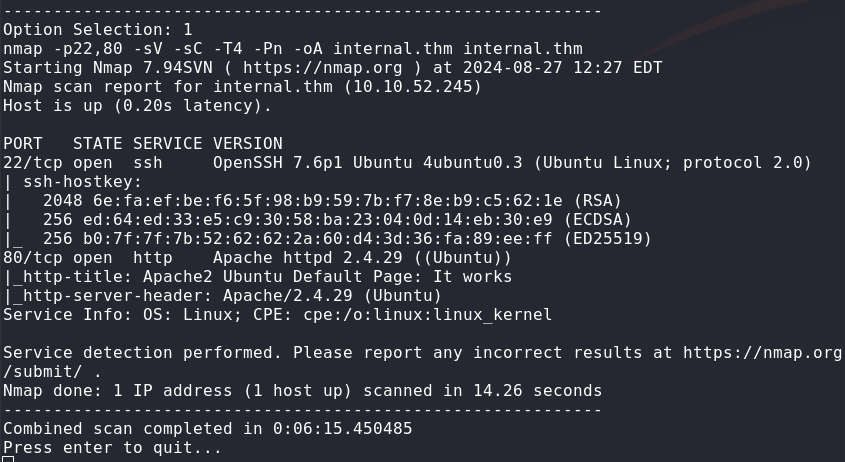 ------------------------------------------------------------
Option Selection: 1
nmap -p22,80 -sV -sC -T4 -Pn -oA internal.thm internal.thm
Starting Nmap 7.94SVN ( https://nmap.org ) at 2024-08-27 12:27 EDT
Nmap scan report for internal.thm (10.10.52.245)
Host is up (0.20s latency).

PORT   STATE SERVICE VERSION
22/tcp open  ssh     OpenSSH 7.6p1 Ubuntu 4ubuntu0.3 (Ubuntu Linux; protocol 2.0)
| ssh-hostkey:
|   2048 6e:fa:ef:be:f6:5f:98:b9:59:7b:f7:8e:b9:c5:62:1e (RSA)
|   256 ed:64:ed:33:e5:c9:30:58:ba:23:04:0d:14:eb:30:e9 (ECDSA)
|_  256 b0:7f:7f:7b:52:62:62:2a:60:d4:3d:36:fa:89:ee:ff (ED25519)
80/tcp open  http    Apache httpd 2.4.29 ((Ubuntu))
|_http-title: Apache2 Ubuntu Default Page: It works
|_http-server-header: Apache/2.4.29 (Ubuntu)
Service Info: OS: Linux; CPE: cpe:/o:linux:linux_kernel

Service detection performed. Please report any incorrect results at https://nmap.org
/submit/ .
Nmap done: 1 IP address (1 host up) scanned in 14.26 seconds
------------------------------------------------------------
Combined scan completed in 0:06:15.450485
Press enter to quit...